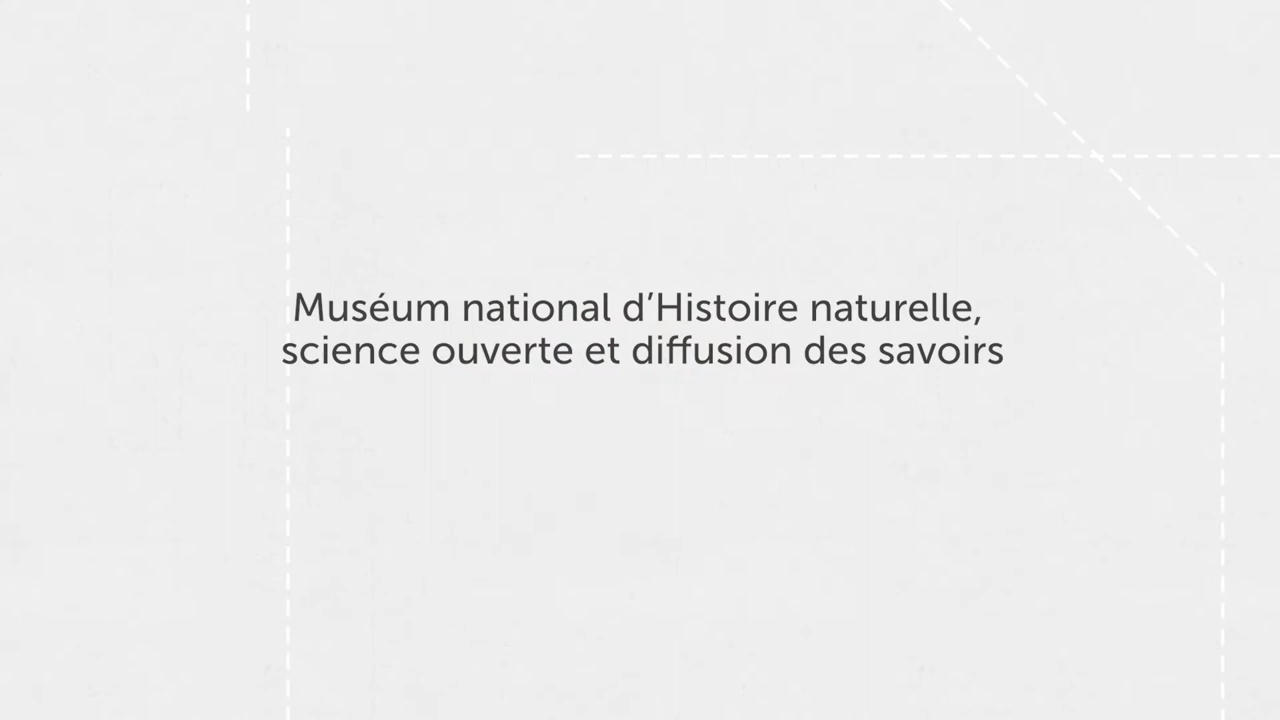 Muséum national d’Histoire naturelle,
science ouverte et diffusion des savoirs